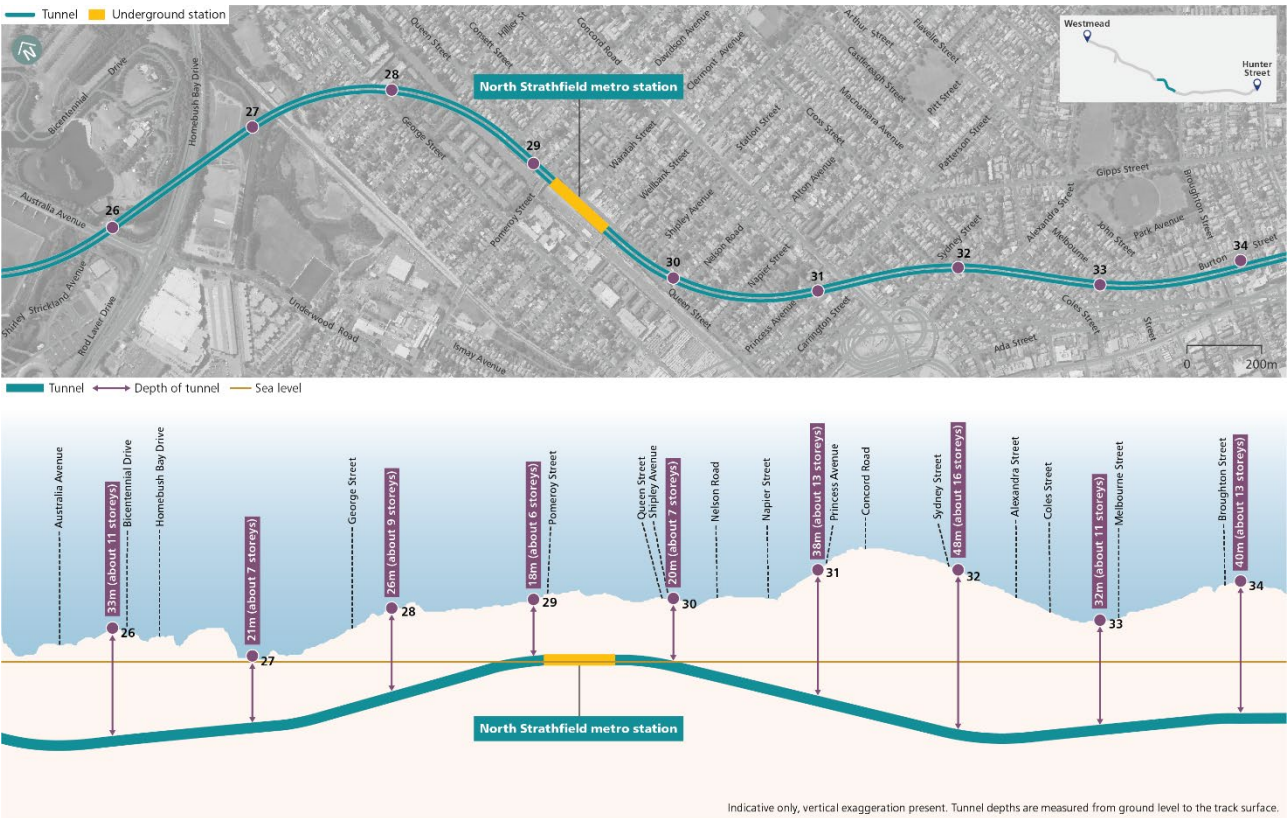 Tunnel
Underground station
N
Bicentennial
Drive
Homebush Bay Drive
Australia Avenue
Shirley Strickland Avenue
Rod Laver Drive
Underwood Road
Ismay Avenue
Queen Street
Consett Street
Hillier St
Concord Road
Davidson Avenue
Clermont Avenue
Arthur Street
Flavelle Street
Castlereagh Street
Macnamara Avenue
Pitt Street
George Street
Pomeroy Street
Waratah Street
Wellbank Street
Station Street
Cross Street
Alton Avenue
Patterson Street
Shipley Avenue
Nelson Road
Napier Street
Queen Street
Princess Avenue
Carrington Street
Sydney Street
Alexandra Street
Melbourne
Street
John Street
Park Avenue
Gipps Street
Broughton Street
Burton Street
Coles Street
Ada Street
North Strathfield metro station
26
27
28
29
30
31
32
33
34
Westmead
Hunter
Street
0 200m
Tunnel
Depth of tunnel
Sea level
Australia Avenue
33m (about 11 storeys)
26
Bicentennial Drive
Homebush Bay Drive
21m (about 7 storeys)
27
George Street
26m (about 9 storeys)
28
18m (about 6 storeys)
29
Pomeroy Street
Queen Street
Shipley Avenue
20m (about 7 storeys)
30
Nelson Road
Napier Street
38m (about 13 storeys)
31
Princess Avenue
Concord Road
Sydney Street
48m (about 16 storeys)
32
Alexandra Street
Coles Street
32m (about 11 storeys)
33
Melbourne Street
Broughton Street
40m (about 13 storeys)
34
North Strathfield metro station
Indicative only, vertical exaggeration present. Tunnel depths are measured from ground level to the track surface.